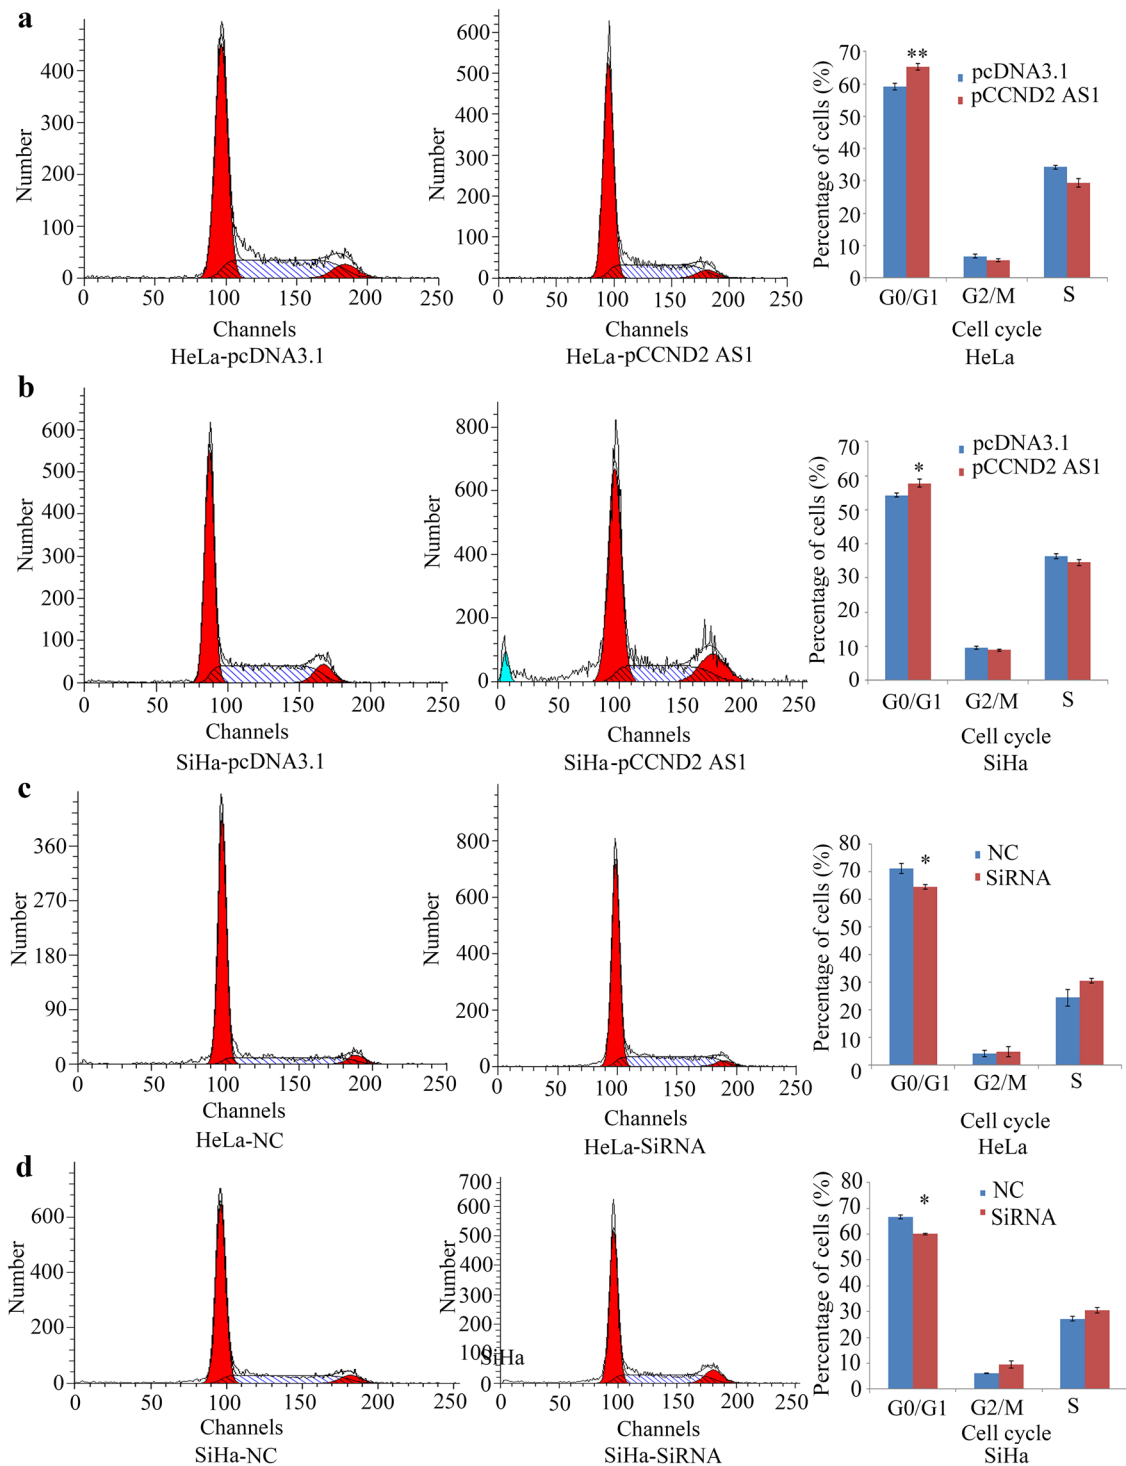 a
Number
400
300
200
100
0
0 50 100 150 200 250
Channels
HeLa-pcDNA3.1
Number
600
500
400
300
200
100
0
0 50 100 150 200 250
Channels
HeLa-pCCND2 AS1
Percentage of cells (%)
70
60
50
40
30
20
10
0
**
pcDNA3.1
pCCND2 AS1
G0/G1 G2/M S
Cell cycle
HeLa
b
Number
600
500
400
300
200
100
0
0 50 100 150 200 250
Channels
SiHa-pcDNA3.1
Number
800
600
400
200
0
0 50 100 150 200 250
Channels
SiHa-pCCND2 AS1
Percentage of cells (%)
70
60
50
40
30
20
10
0
*
pcDNA3.1
pCCND2 AS1
G0/G1 G2/M S
Cell cycle
SiHa
c
Number
360
270
180
90
0
0 50 100 150 200 250
Channels
HeLa-NC
Number
800
600
400
200
0
0 50 100 150 200 250
Channels
HeLa-SiRNA
Percentage of cells (%)
80
70
60
50
40
30
20
10
0
*
NC
SiRNA
G0/G1 G2/M S
Cell cycle
HeLa
d
Number
600
400
200
0
0 50 100 150 200 250
Channels
SiHa-NC
Number
700
600
500
400
300
200
100
0
SiHa
0 50 100 150 200 250
Channels
SiHa-SiRNA
Percentage of cells (%)
80
70
60
50
40
30
20
10
0
*
NC
SiRNA
G0/G1 G2/M S
Cell cycle
SiHa